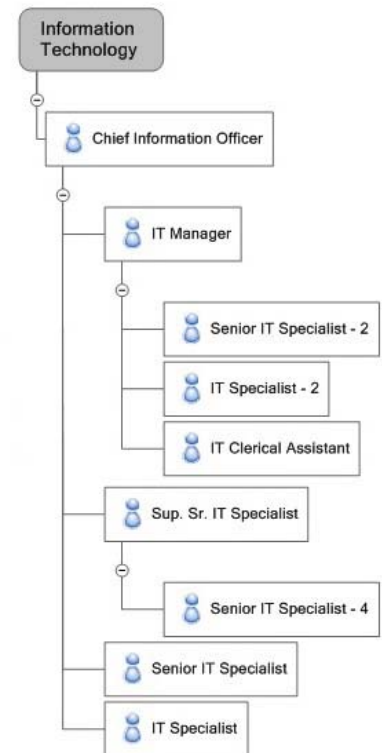 Information
Technology
Chief Information Officer
IT Manager
Senior IT Specialist - 2
IT Specialist - 2
IT Clerical Assistant
Sup. Sr. IT Specialist
Senior IT Specialist - 4
Senior IT Specialist
IT Specialist